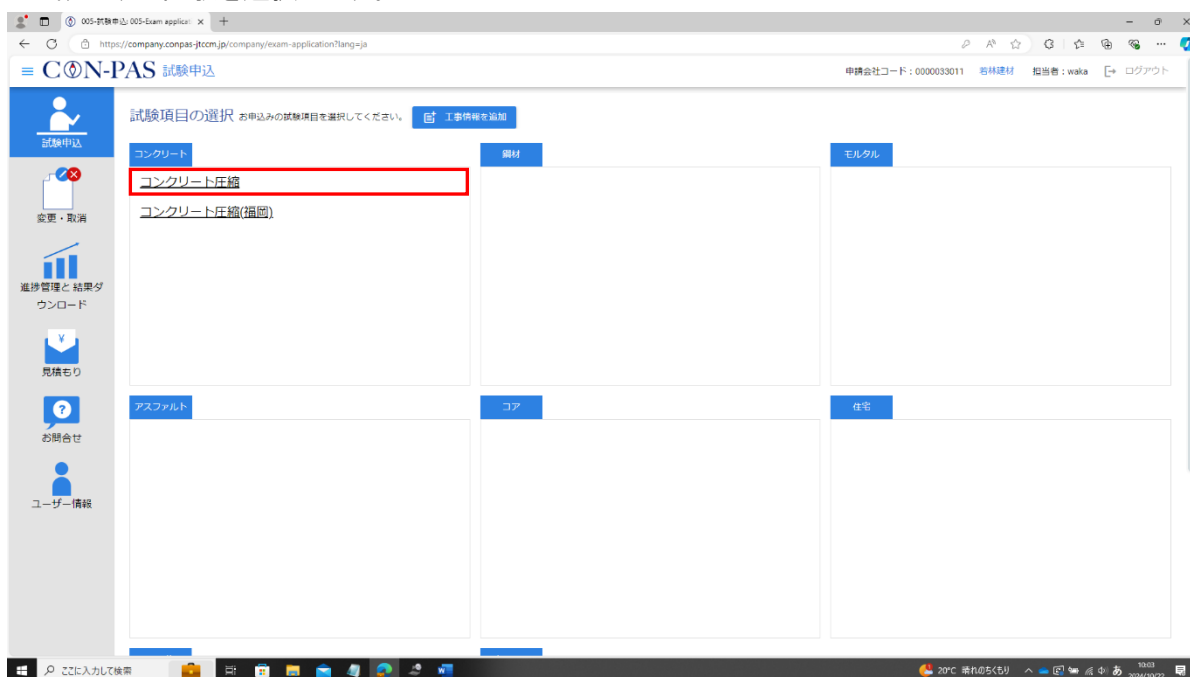 005-試験申込 005-Exam applicati
https://company.conpas-jtccm.jp/company/exam-application?lang=ja
CON-PAS 試験申込
申請会社コード：0000033011 若林建材 担当者：waka ログアウト
試験申込
変更・取消
進捗管理と 結果ダ
ウンロード
¥
見積もり
?
お問合せ
ユーザー情報
試験項目の選択 お申込みの試験項目を選択してください。 工事情報を追加
コンクリート
コンクリート圧縮
コンクリート圧縮(福岡)
鋼材
モルタル
アスファルト
コア
住宅
ここに入力して検索
20°C 晴れのちくもり
あ
10:03
2024/10/22